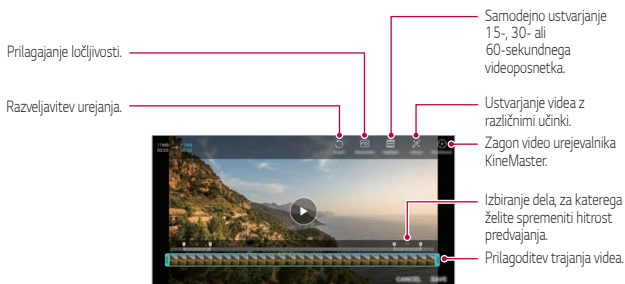 Prilagajanje ločljivosti.
Razveljavitev urejanja.
Samodejno ustvarjanje
15-, 30- ali
60-sekundnega
videoposnetka.
Ustvarjanje videa z
različnimi učinki.
Zagon video urejevalnika
KineMaster.
Izbiranje dela, za katerega
želite spremeniti hitrost
predvajanja.
Prilagoditev trajanja videa.
CANCEL SAVE